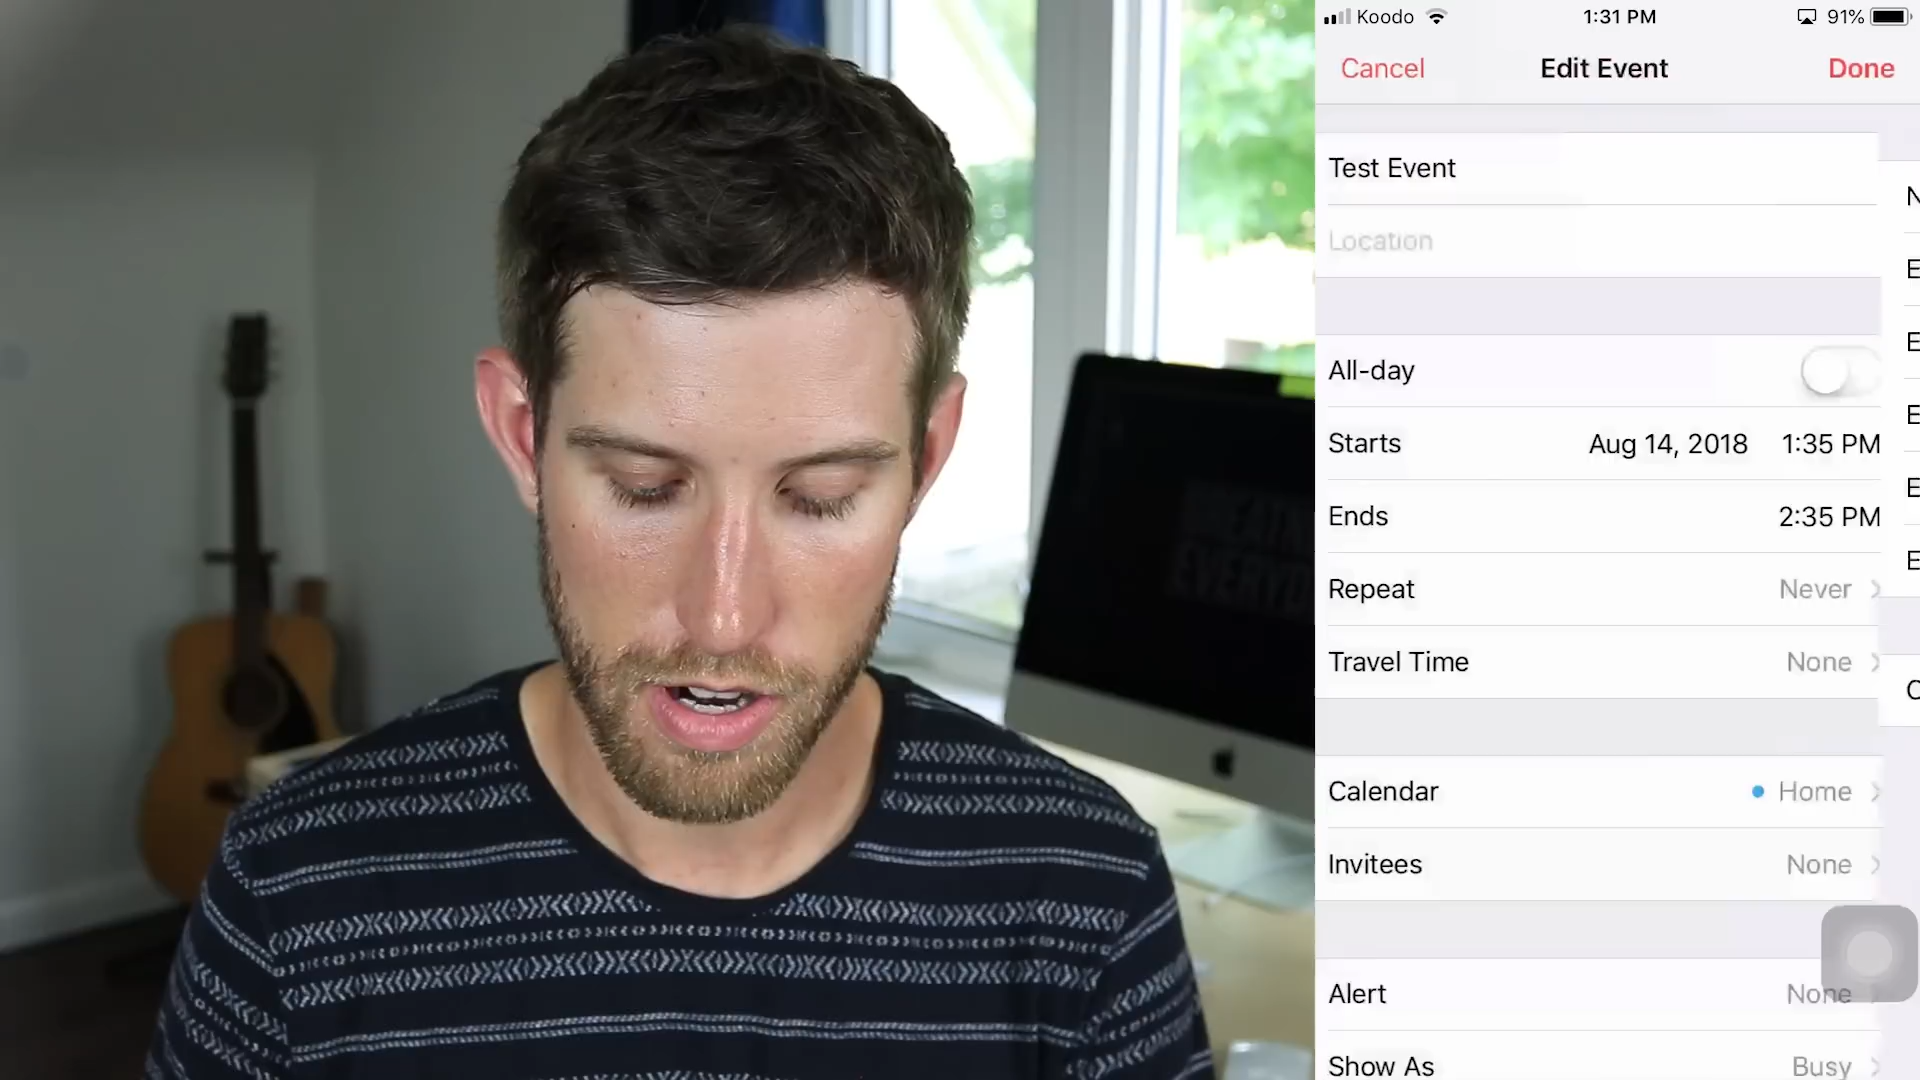 Koodo 1:31 PM 91%
Cancel Edit Event Done
Test Event
Location
All-day
Starts Aug 14, 2018 1:35 PM
Ends 2:35 PM
Repeat Never
Travel Time None
Calendar Home
Invitees None
Alert None
Show As Busy
N
E
E
E
E
E